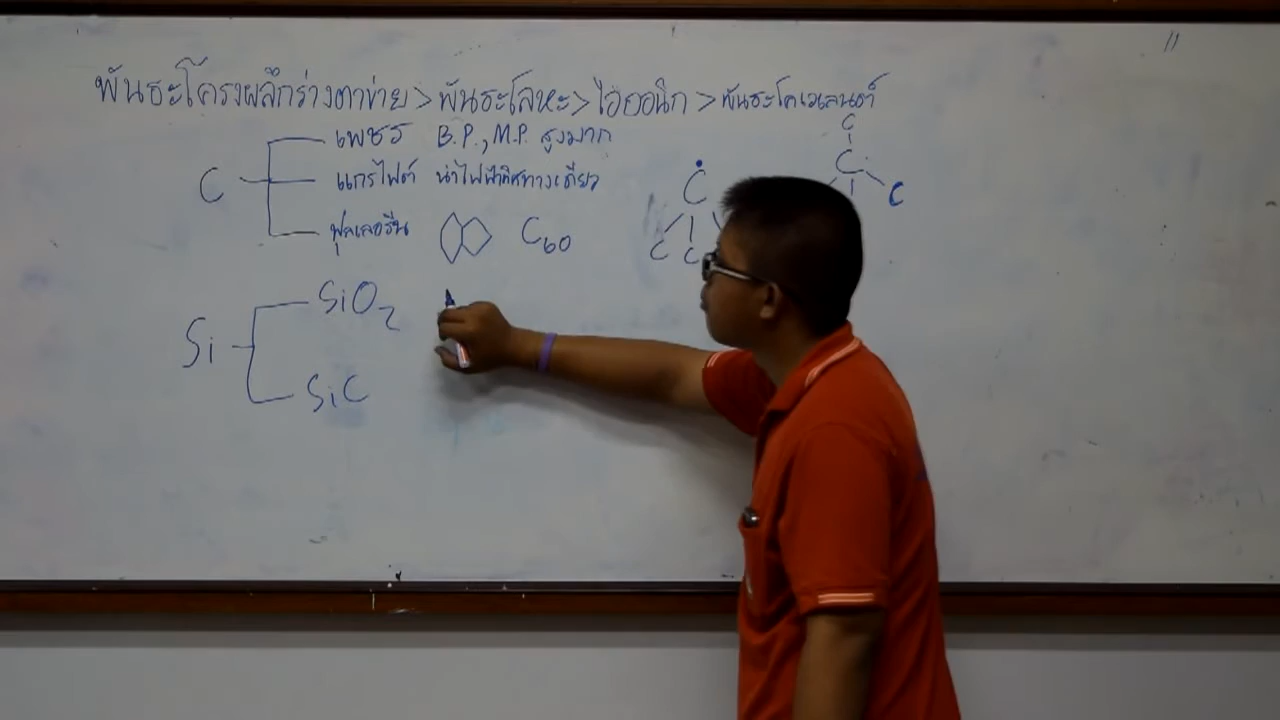 พันธะโครงผลึกร่างตาข่าย > พันธะโลหะ > ไอออนิก > พันธะโคเวเลนต์
C
เพชร B.P., M.P. สูงมาก
แกรไฟต์ นำไฟฟ้าทิศทางเดียว
ฟูลเลอรีน C60
C
C C
C
C
C
Si
SiO2
SiC
11